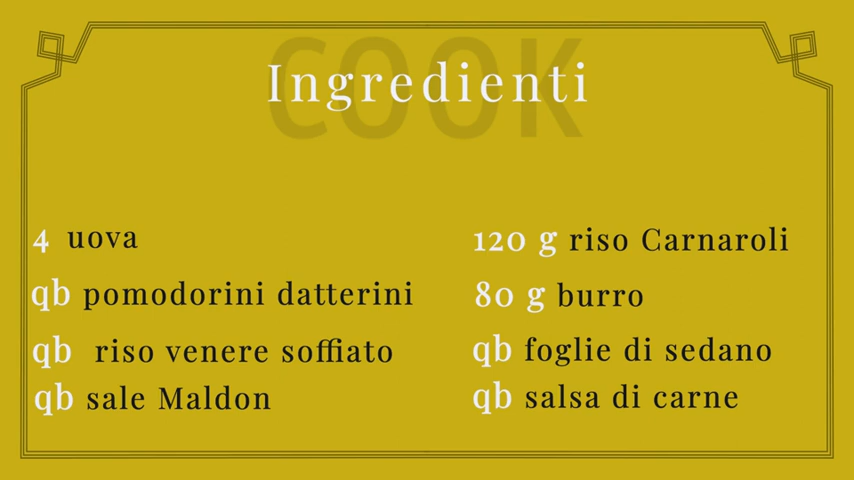 COOK
Ingredienti
4 uova
qb pomodorini datterini
qb riso venere soffiato
qb sale Maldon
120 g riso Carnaroli
80 g burro
qb foglie di sedano
qb salsa di carne